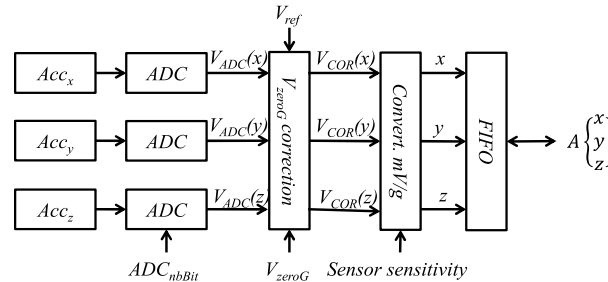 V_ref
Acc_x ADC V_ADC(x) V_COR(x) x
Acc_y ADC V_ADC(y) V_COR(y) y
Acc_z ADC V_ADC(z) V_COR(z) z
V_zeroG correction
Convert. mV/g
FIFO
A { x y z
ADC_nbBit V_zeroG Sensor sensitivity